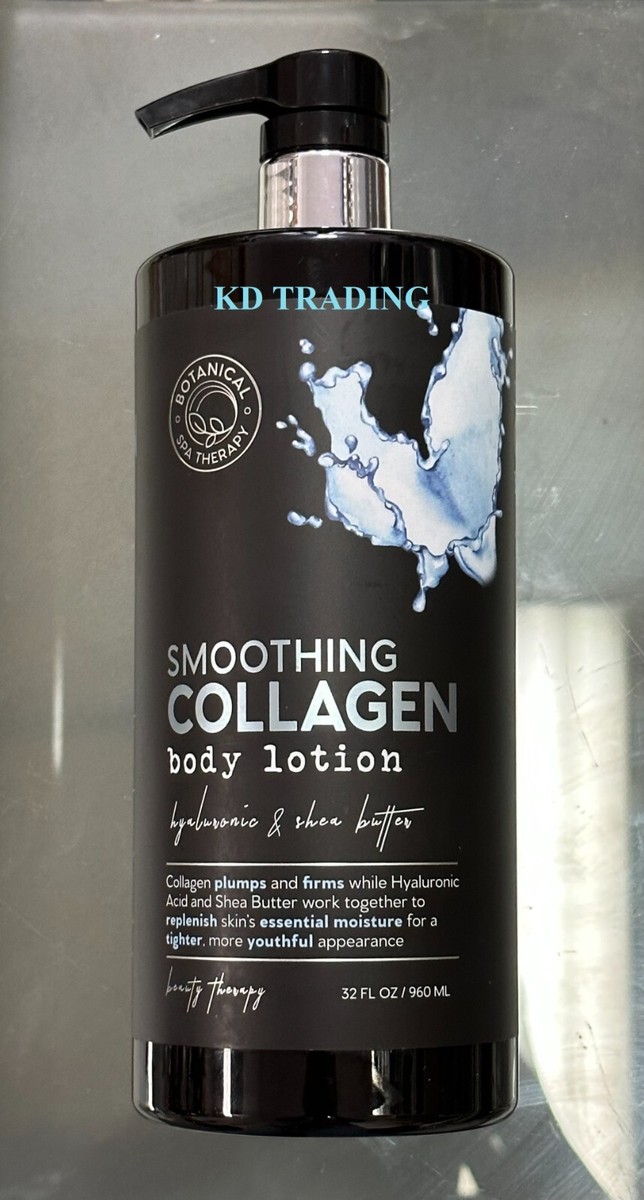 KD TRADING
BOTANICAL
SPA THERAPY
SMOOTHING
COLLAGEN
body lotion
hyaluronic & shea butter
Collagen plumps and firms while Hyaluronic
Acid and Shea Butter work together to
replenish skin's essential moisture for a
tighter, more youthful appearance
beauty therapy
32 FL OZ / 960 ML